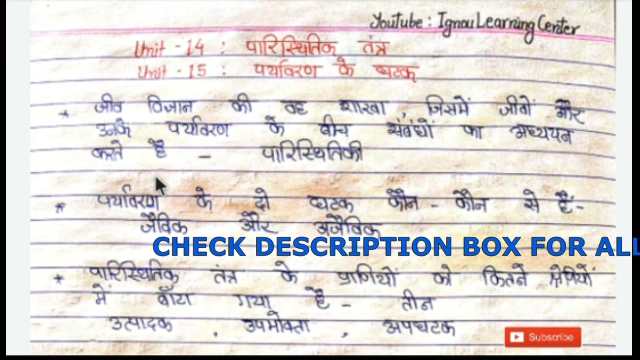 Youtube : Ignou Learning Center
Unit - 14 : पारिस्थितिक तंत्र
Unit - 15 : पर्यावरण के घटक
* जीव विज्ञान की वह शाखा, जिसमें जीवों और
उनके पर्यावरण के बीच संबंधों का अध्ययन
करते है - पारिस्थितिकी
* पर्यावरण के दो घटक कौन - कौन से हैं-
जैविक और अजैविक
CHECK DESCRIPTION BOX FOR ALL
* पारिस्थितिक तंत्र के प्राणियों को कितने श्रेणियों
में बाँटा गया है - तीन
उत्पादक , उपभोक्ता , अपघटक
Subscribe